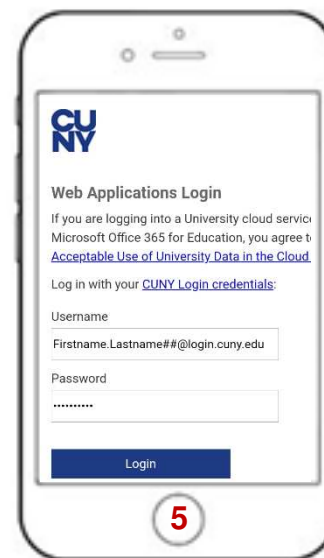 CU
NY
Web Applications Login
If you are logging into a University cloud service
Microsoft Office 365 for Education, you agree t
Acceptable Use of University Data in the Cloud
Log in with your CUNY Login credentials:
Username
Firstname.Lastname##@login.cuny.edu
Password
••••••••••
Login
5